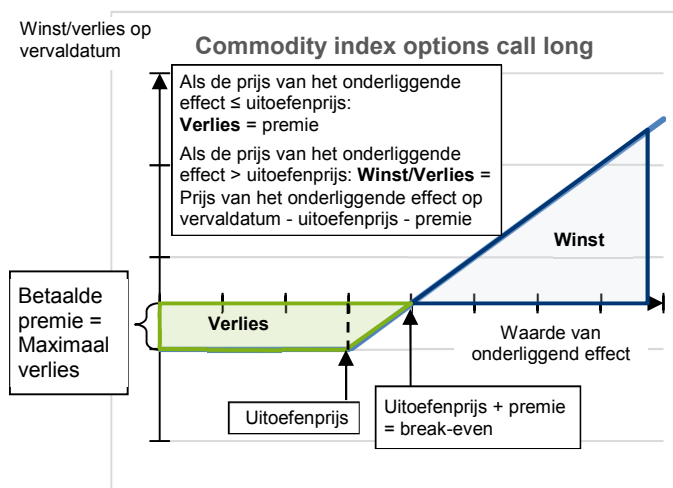 Winst/verlies op
vervaldatum
Commodity index options call long
Als de prijs van het onderliggende
effect ≤ uitoefenprijs:
Verlies = premie
Als de prijs van het onderliggende
effect > uitoefenprijs: Winst/Verlies =
Prijs van het onderliggende effect op
vervaldatum - uitoefenprijs - premie
Winst
Betaalde
premie =
Maximaal
verlies
Verlies
Waarde van
onderliggend effect
Uitoefenprijs
Uitoefenprijs + premie
= break-even